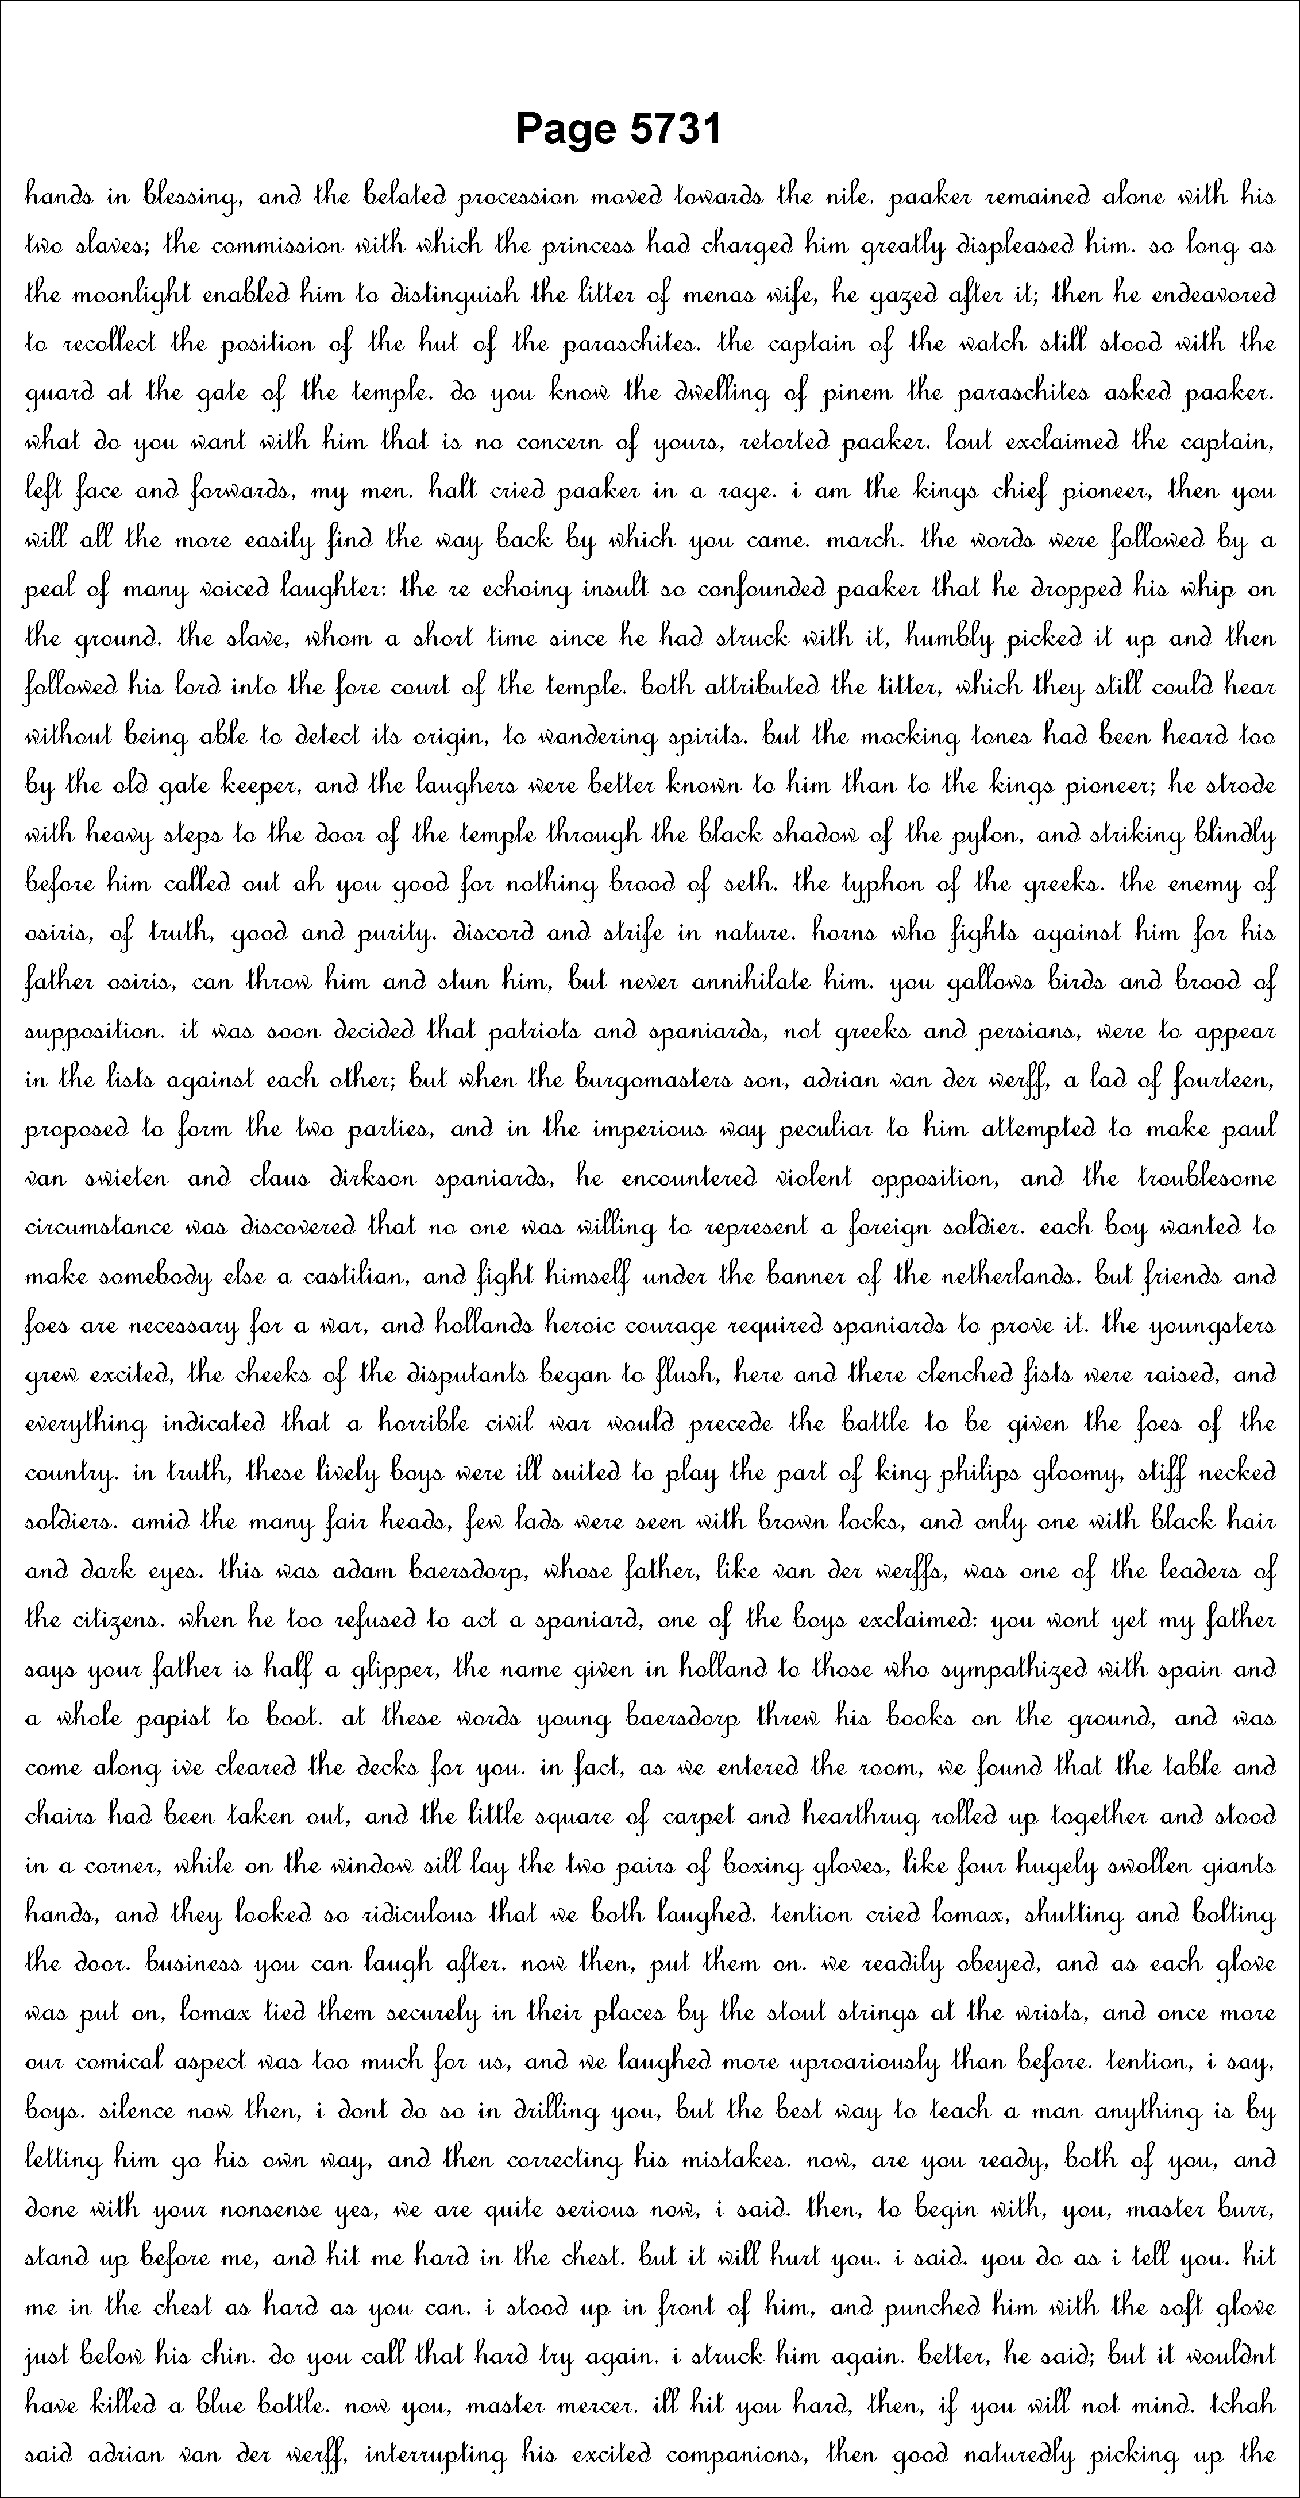 Page 5731
hands in blessing, and the belated procession moved towards the nile. paaker remained alone with his
two slaves; the commission with which the princess had charged him greatly displeased him. so long as
the moonlight enabled him to distinguish the litter of menas wife, he gazed after it; then he endeavored
to recollect the position of the hut of the paraschites. the captain of the watch still stood with the
guard at the gate of the temple. do you know the dwelling of pinem the paraschites asked paaker.
what do you want with him that is no concern of yours, retorted paaker. lout exclaimed the captain,
left face and forwards, my men. halt cried paaker in a rage. i am the kings chief pioneer, then you
will all the more easily find the way back by which you came. march. the words were followed by a
peal of many voiced laughter: the re echoing insult so confounded paaker that he dropped his whip on
the ground. the slave, whom a short time since he had struck with it, humbly picked it up and then
followed his lord into the fore court of the temple. both attributed the titter, which they still could hear
without being able to detect its origin, to wandering spirits. but the mocking tones had been heard too
by the old gate keeper, and the laughers were better known to him than to the kings pioneer; he strode
with heavy steps to the door of the temple through the black shadow of the pylon, and striking blindly
before him called out ah you good for nothing brood of seth. the typhon of the greeks. the enemy of
osiris, of truth, good and purity. discord and strife in nature. horns who fights against him for his
father osiris, can throw him and stun him, but never annihilate him. you gallows birds and brood of
supposition. it was soon decided that patriots and spaniards, not greeks and persians, were to appear
in the lists against each other; but when the burgomasters son, adrian van der werff, a lad of fourteen,
proposed to form the two parties, and in the imperious way peculiar to him attempted to make paul
van swieten and claus dirkson spaniards, he encountered violent opposition, and the troublesome
circumstance was discovered that no one was willing to represent a foreign soldier. each boy wanted to
make somebody else a castilian, and fight himself under the banner of the netherlands. but friends and
foes are necessary for a war, and hollands heroic courage required spaniards to prove it. the youngsters
grew excited, the cheeks of the disputants began to flush, here and there clenched fists were raised, and
everything indicated that a horrible civil war would precede the battle to be given the foes of the
country. in truth, these lively boys were ill suited to play the part of king philips gloomy, stiff necked
soldiers. amid the many fair heads, few lads were seen with brown locks, and only one with black hair
and dark eyes. this was adam baersdorp, whose father, like van der werffs, was one of the leaders of
the citizens. when he too refused to act a spaniard, one of the boys exclaimed: you wont yet my father
says your father is half a glipper, the name given in holland to those who sympathized with spain and
a whole papist to boot. at these words young baersdorp threw his books on the ground, and was
come along ive cleared the decks for you. in fact, as we entered the room, we found that the table and
chairs had been taken out, and the little square of carpet and hearthrug rolled up together and stood
in a corner, while on the window sill lay the two pairs of boxing gloves, like four hugely swollen giants
hands, and they looked so ridiculous that we both laughed. tention cried lomax, shutting and bolting
the door. business you can laugh after. now then, put them on. we readily obeyed, and as each glove
was put on, lomax tied them securely in their places by the stout strings at the wrists, and once more
our comical aspect was too much for us, and we laughed more uproariously than before. tention, i say,
boys. silence now then, i dont do so in drilling you, but the best way to teach a man anything is by
letting him go his own way, and then correcting his mistakes. now, are you ready, both of you, and
done with your nonsense yes, we are quite serious now, i said. then, to begin with, you, master burr,
stand up before me, and hit me hard in the chest. but it will hurt you. i said. you do as i tell you. hit
me in the chest as hard as you can. i stood up in front of him, and punched him with the soft glove
just below his chin. do you call that hard try again. i struck him again. better, he said; but it wouldnt
have killed a blue bottle. now you, master mercer. ill hit you hard, then, if you will not mind. tchah
said adrian van der werff, interrupting his excited companions, then good naturedly picking up the